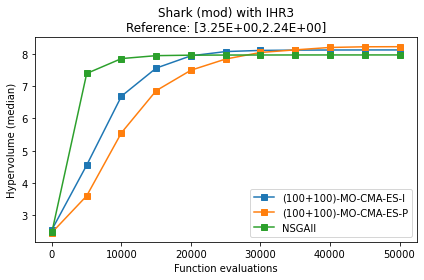 Shark (mod) with IHR3
Reference: [3.25E+00,2.24E+00]
Hypervolume (median)
8
7
6
5
4
3
(100+100)-MO-CMA-ES-I
(100+100)-MO-CMA-ES-P
NSGAII
0 10000 20000 30000 40000 50000
Function evaluations